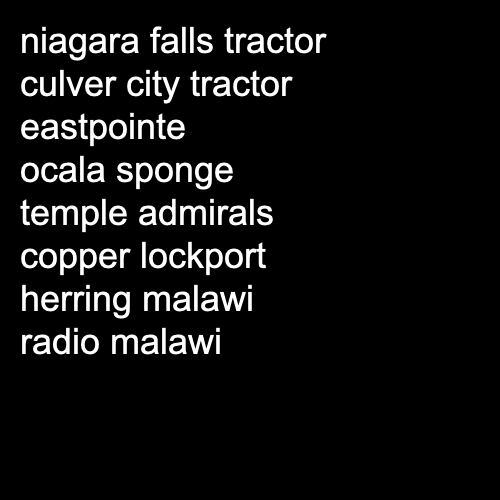 niagara falls tractor
culver city tractor
eastpointe
ocala sponge
temple admirals
copper lockport
herring malawi
radio malawi